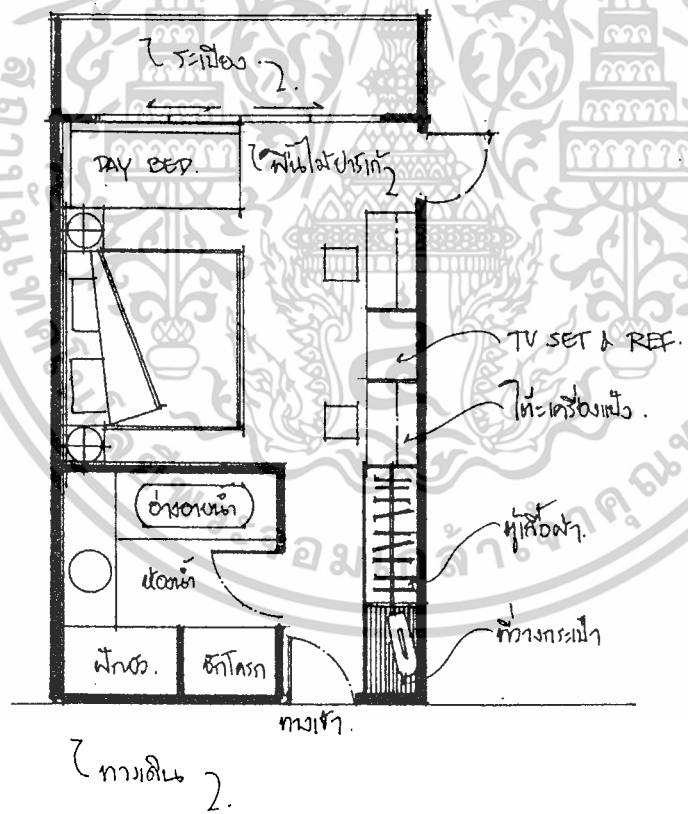 ระเบียง
DAY BED.
พื้นไม้ปาร์เก้
TV SET & REF.
โต๊ะเครื่องแป้ง.
อ่างอาบน้ำ
ตู้เสื้อผ้า.
ห้องน้ำ
ที่วางกระเป๋า
ฝักบัว.
ชักโครก
ทางเข้า.
ทางเดิน